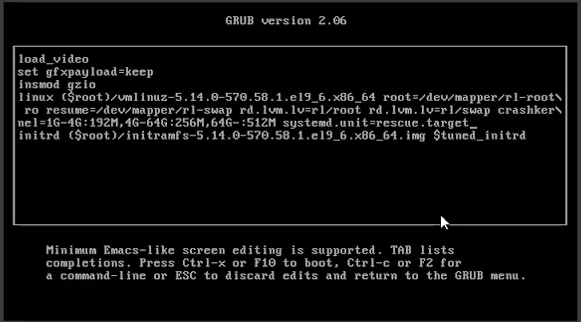 GRUB version 2.06
load_video
set gfxpayload=keep
insmod gzio
linux ($root)/vmlinuz-5.14.0-570.58.1.el9_6.x86_64 root=/dev/mapper/rl-root\
 ro resume=/dev/mapper/rl-swap rd.lvm.lv=rl/root rd.lvm.lv=rl/swap crashker\
nel=1G-4G:192M,4G-64G:256M,64G-:512M systemd.unit=rescue.target_
initrd ($root)/initramfs-5.14.0-570.58.1.el9_6.x86_64.img $tuned_initrd
Minimum Emacs-like screen editing is supported. TAB lists
completions. Press Ctrl-x or F10 to boot, Ctrl-c or F2 for
a command-line or ESC to discard edits and return to the GRUB menu.